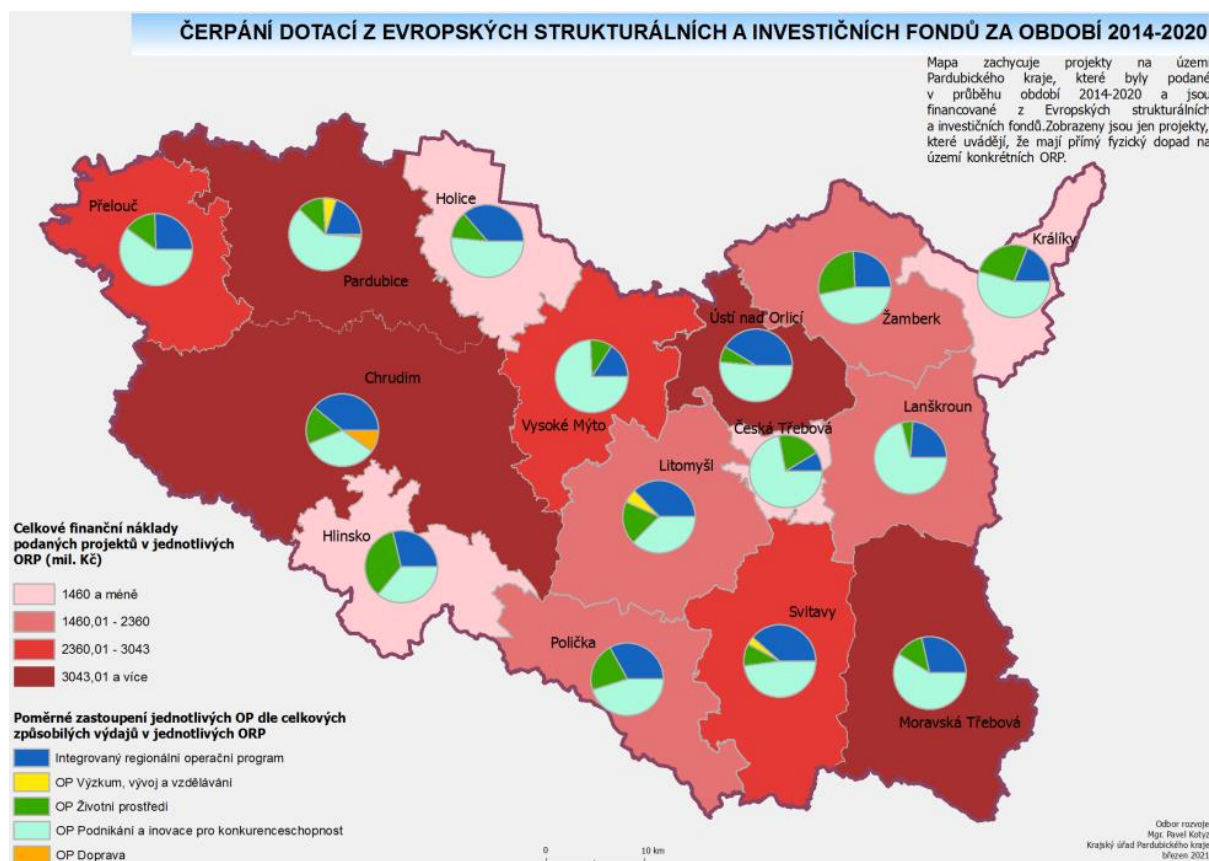 ČERPÁNÍ DOTACÍ Z EVROPSKÝCH STRUKTURÁLNÍCH A INVESTIČNÍCH FONDŮ ZA OBDOBÍ 2014-2020
Mapa zachycuje projekty na území
Pardubického kraje, které byly podané
v průběhu období 2014-2020 a jsou
financované z Evropských strukturálních
a investičních fondů.Zobrazeny jsou jen projekty,
které uvádějí, že mají přímý fyzický dopad na
území konkrétních ORP.
Přelouč
Holice
Králíky
Pardubice
Ústí nad Orlicí
Žamberk
Chrudim
Lanškroun
Vysoké Mýto
Česká Třebová
Litomyšl
Hlinsko
Svitavy
Polička
Moravská Třebová
Celkové finanční náklady
podaných projektů v jednotlivých
ORP (mil. Kč)
1460 a méně
1460,01 - 2360
2360,01 - 3043
3043,01 a více
Poměrné zastoupení jednotlivých OP dle celkových
způsobilých výdajů v jednotlivých ORP
Integrovaný regionální operační program
OP Výzkum, vývoj a vzdělávání
OP Životní prostředí
OP Podnikání a inovace pro konkurenceschopnost
OP Doprava
0 10 km
Odbor rozvoje
Mgr. Pavel Kotyz
Krajský úřad Pardubického kraje
březen 2021